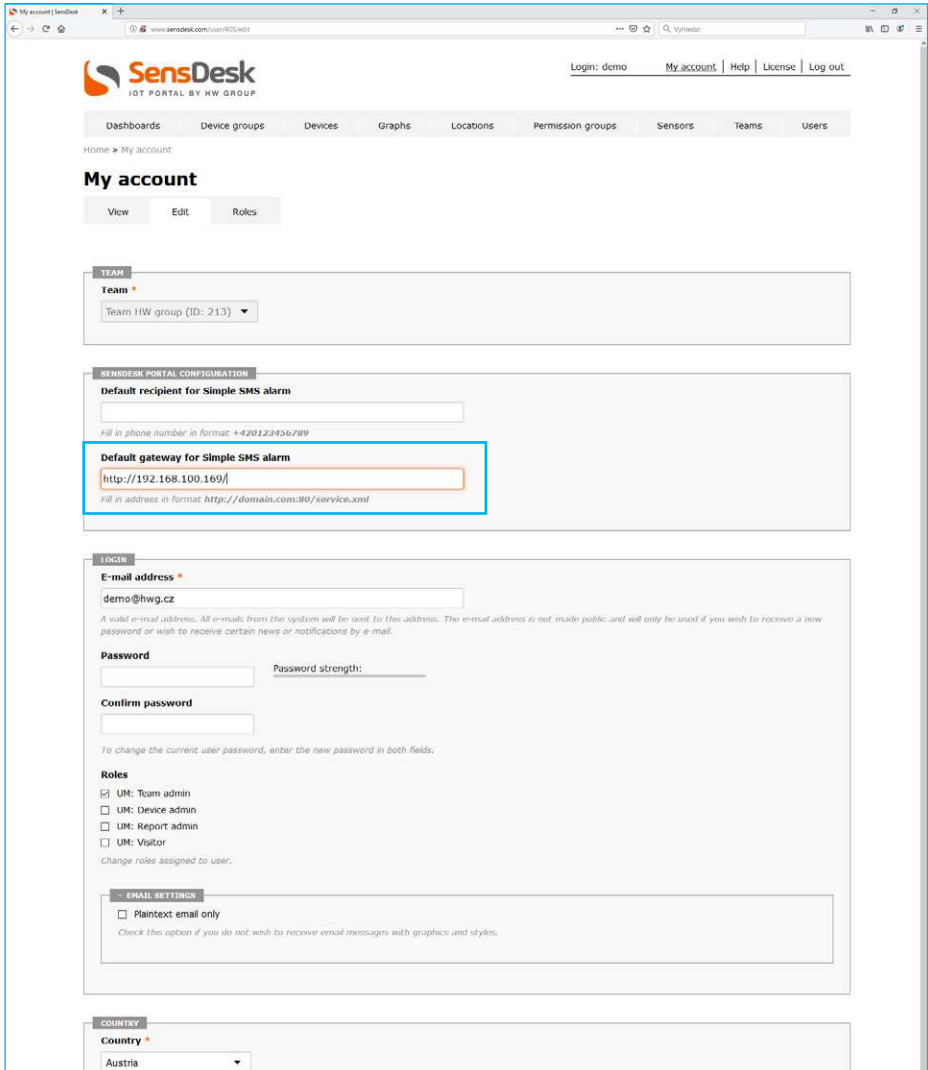 My account | SensDesk
www.sensdesk.com/user/405/edit
Vyhledat
SensDesk
IOT PORTAL BY HW GROUP
Login: demo My account | Help | License | Log out
Dashboards Device groups Devices Graphs Locations Permission groups Sensors Teams Users
Home » My account
My account
View Edit Roles
TEAM
Team *
Team HW group (ID: 213)
SENSDESK PORTAL CONFIGURATION
Default recipient for Simple SMS alarm
Fill in phone number in format +420123456789
Default gateway for Simple SMS alarm
http://192.168.100.169/
Fill in address in format http://domain.com:80/service.xml
LOGIN
E-mail address *
demo@hwg.cz
A valid e-mail address. All e-mails from the system will be sent to this address. The e-mail address is not made public and will only be used if you wish to receive a new
password or wish to receive certain news or notifications by e-mail.
Password
Password strength:
Confirm password
To change the current user password, enter the new password in both fields.
Roles
UM: Team admin
UM: Device admin
UM: Report admin
UM: Visitor
Change roles assigned to user.
- EMAIL SETTINGS
Plaintext email only
Check this option if you do not wish to receive email messages with graphics and styles.
COUNTRY
Country *
Austria